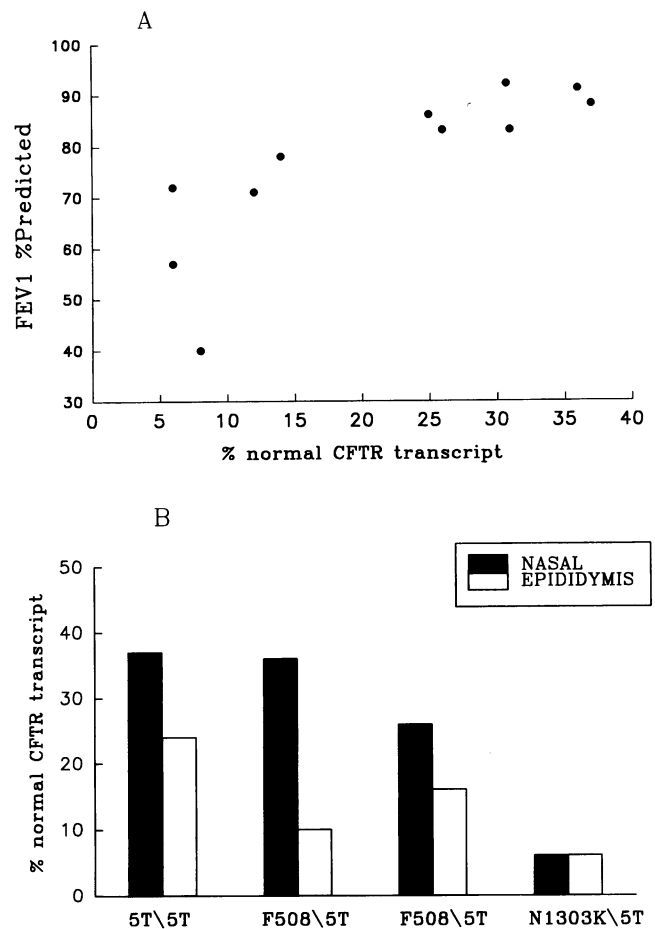 A
100
90
80
70
60
50
40
30
FEV1 %Predicted
0 5 10 15 20 25 30 35 40
% normal CFTR transcript
B
NASAL
EPIDIDYMIS
50
40
30
20
10
0
% normal CFTR transcript
5T\5T F508\5T F508\5T N1303K\5T